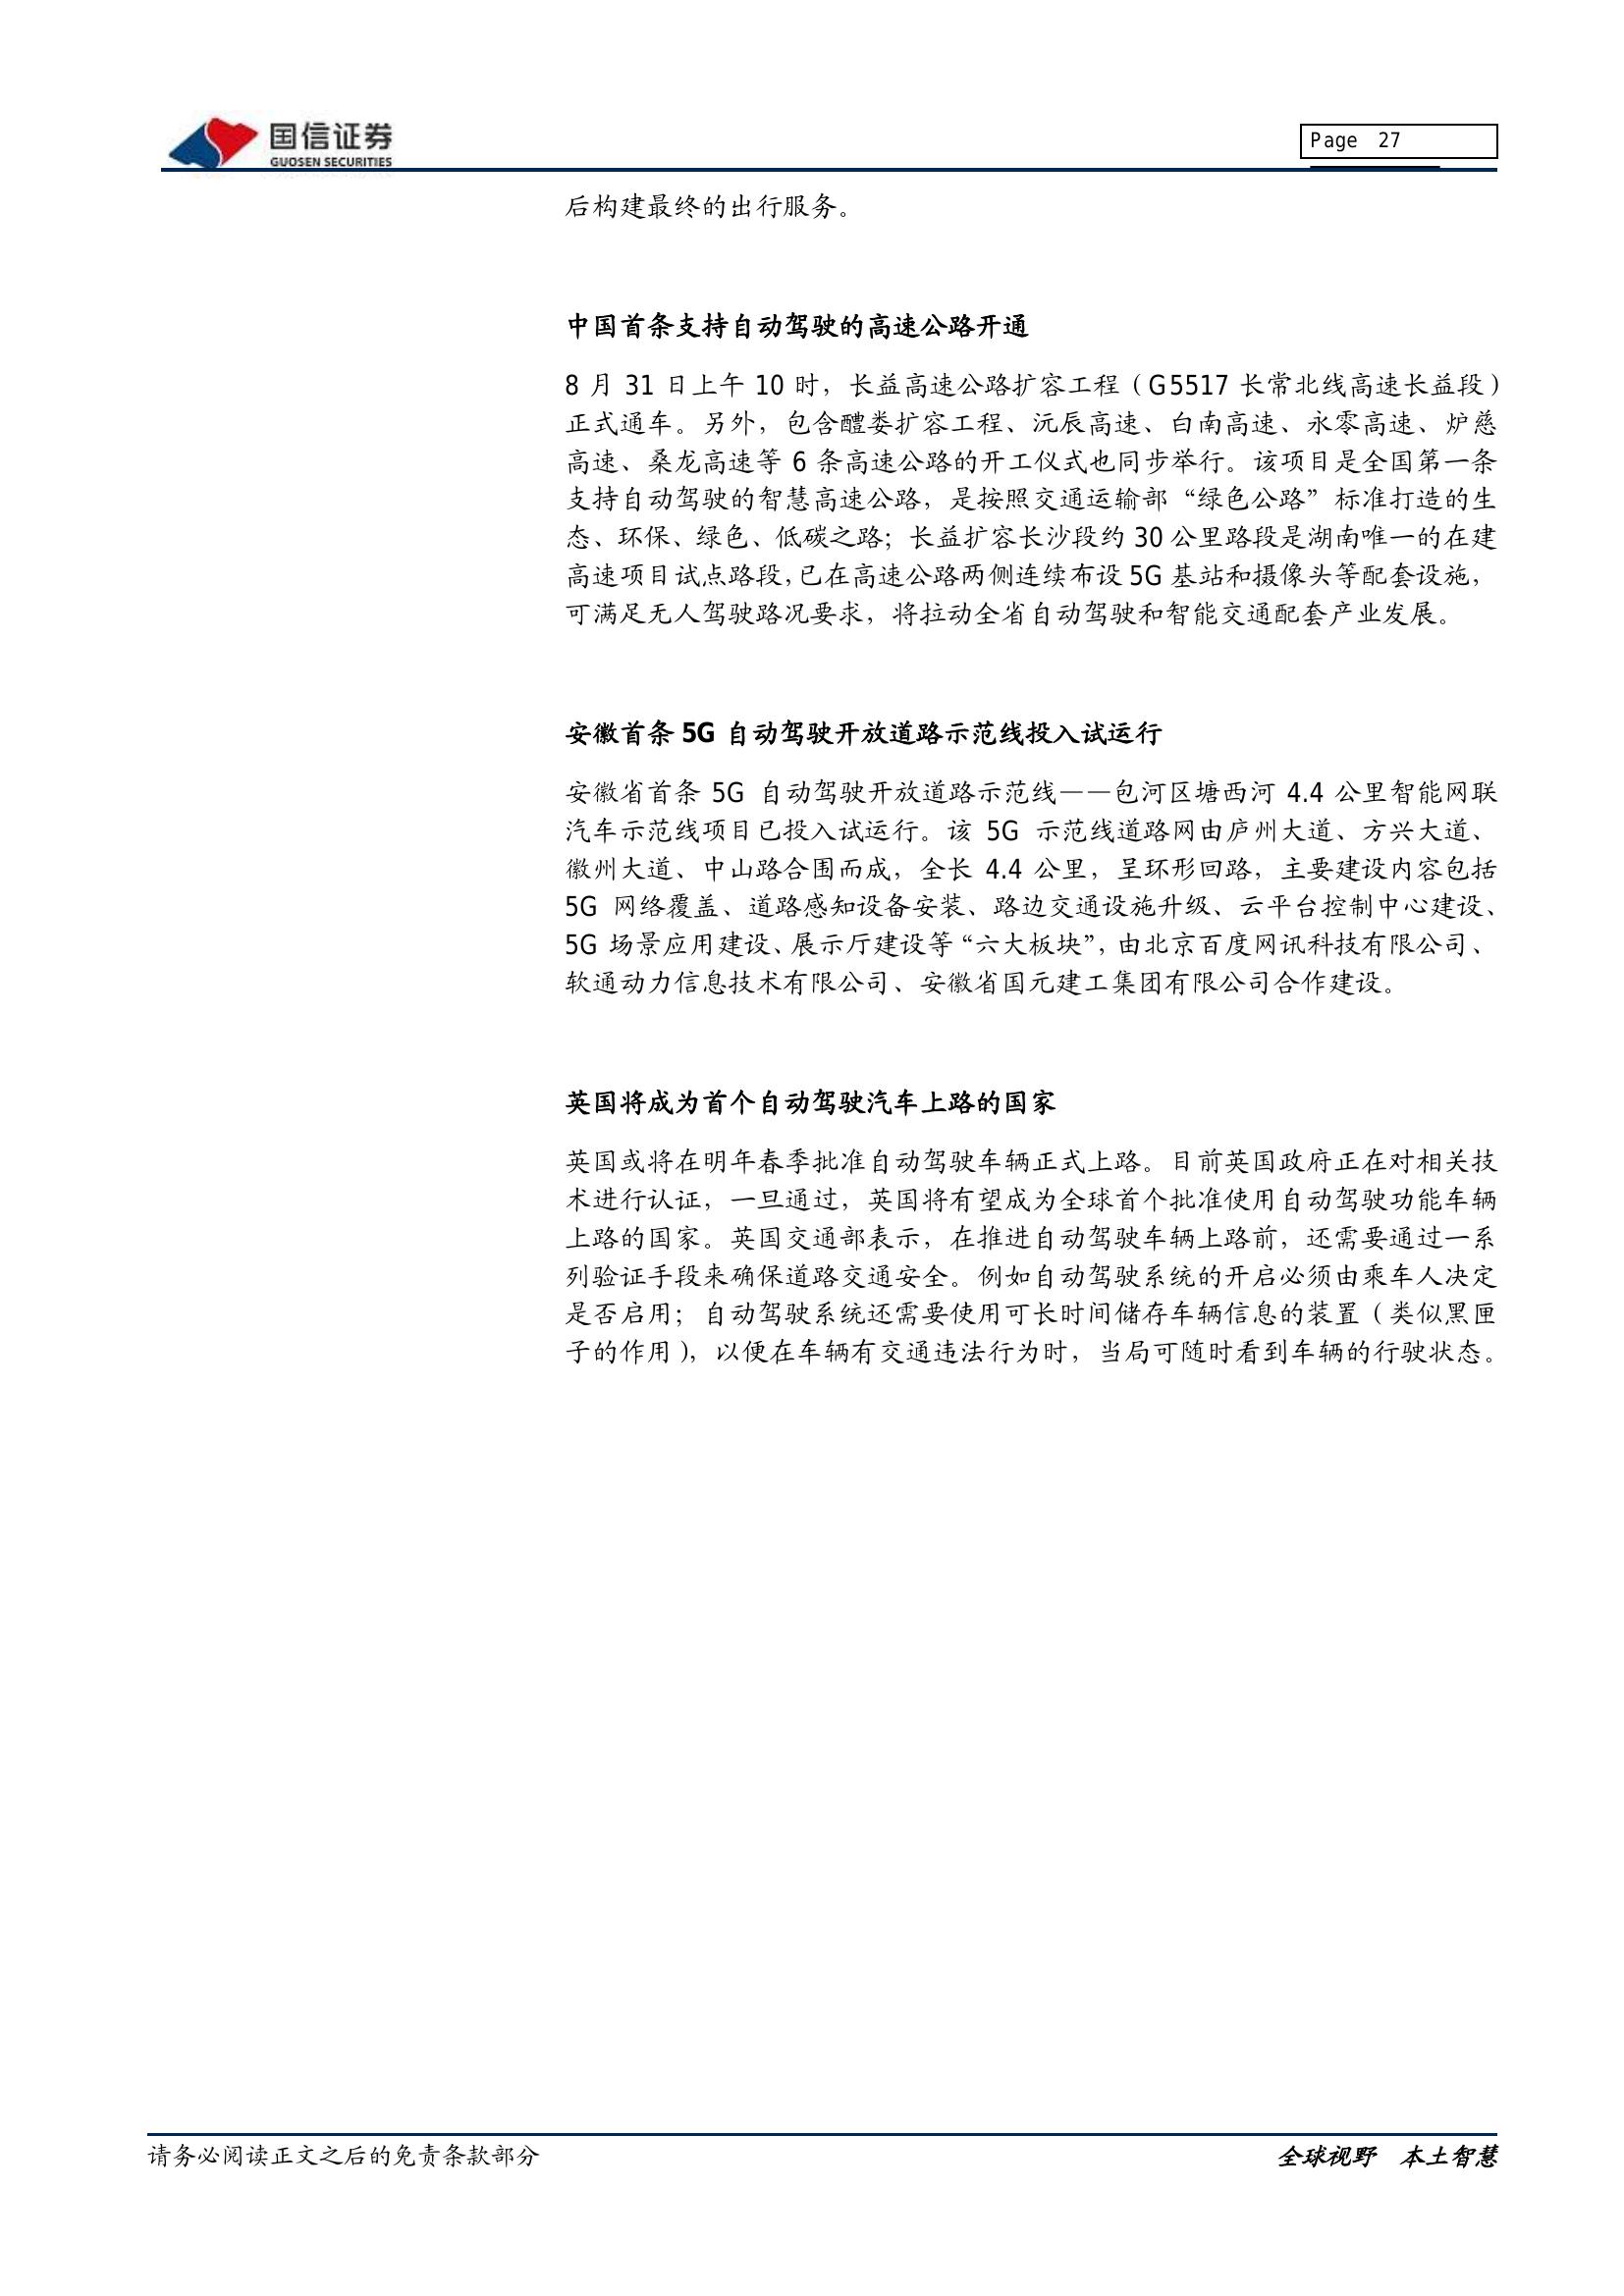 国信证券
GUOSEN SECURITIES
Page 27
后构建最终的出行服务。
中国首条支持自动驾驶的高速公路开通
8 月 31 日上午 10 时，长益高速公路扩容工程（G5517 长常北线高速长益段）
正式通车。另外，包含醴娄扩容工程、沅辰高速、白南高速、永零高速、炉慈
高速、桑龙高速等 6 条高速公路的开工仪式也同步举行。该项目是全国第一条
支持自动驾驶的智慧高速公路，是按照交通运输部“绿色公路”标准打造的生
态、环保、绿色、低碳之路；长益扩容长沙段约 30 公里路段是湖南唯一的在建
高速项目试点路段，已在高速公路两侧连续布设 5G 基站和摄像头等配套设施，
可满足无人驾驶路况要求，将拉动全省自动驾驶和智能交通配套产业发展。
安徽首条 5G 自动驾驶开放道路示范线投入试运行
安徽省首条 5G 自动驾驶开放道路示范线——包河区塘西河 4.4 公里智能网联
汽车示范线项目已投入试运行。该 5G 示范线道路网由庐州大道、方兴大道、
徽州大道、中山路合围而成，全长 4.4 公里，呈环形回路，主要建设内容包括
5G 网络覆盖、道路感知设备安装、路边交通设施升级、云平台控制中心建设、
5G 场景应用建设、展示厅建设等“六大板块”，由北京百度网讯科技有限公司、
软通动力信息技术有限公司、安徽省国元建工集团有限公司合作建设。
英国将成为首个自动驾驶汽车上路的国家
英国或将在明年春季批准自动驾驶车辆正式上路。目前英国政府正在对相关技
术进行认证，一旦通过，英国将有望成为全球首个批准使用自动驾驶功能车辆
上路的国家。英国交通部表示，在推进自动驾驶车辆上路前，还需要通过一系
列验证手段来确保道路交通安全。例如自动驾驶系统的开启必须由乘车人决定
是否启用；自动驾驶系统还需要使用可长时间储存车辆信息的装置（类似黑匣
子的作用），以便在车辆有交通违法行为时，当局可随时看到车辆的行驶状态。
请务必阅读正文之后的免责条款部分
全球视野 本土智慧